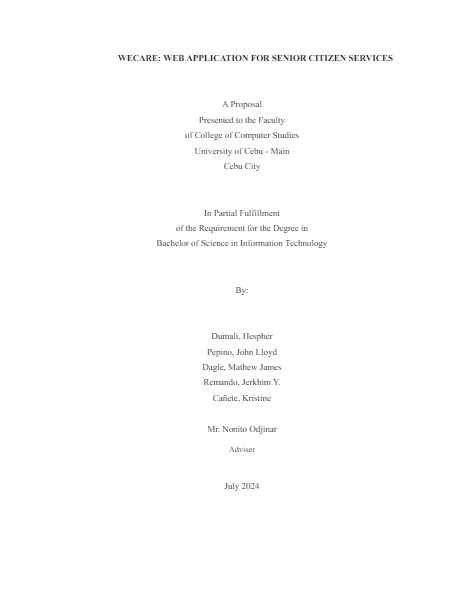 WECARE: WEB APPLICATION FOR SENIOR CITIZEN SERVICES
A Proposal
Presented to the Faculty
of College of Computer Studies
University of Cebu - Main
Cebu City
In Partial Fulfillment
of the Requirement for the Degree in
Bachelor of Science in Information Technology
By:
Dumali, Hespher
Pepino, John Lloyd
Dagle, Mathew James
Remando, Jerkhim Y.
Cañete, Kristine
Mr. Nonito Odjinar
Adviser
July 2024